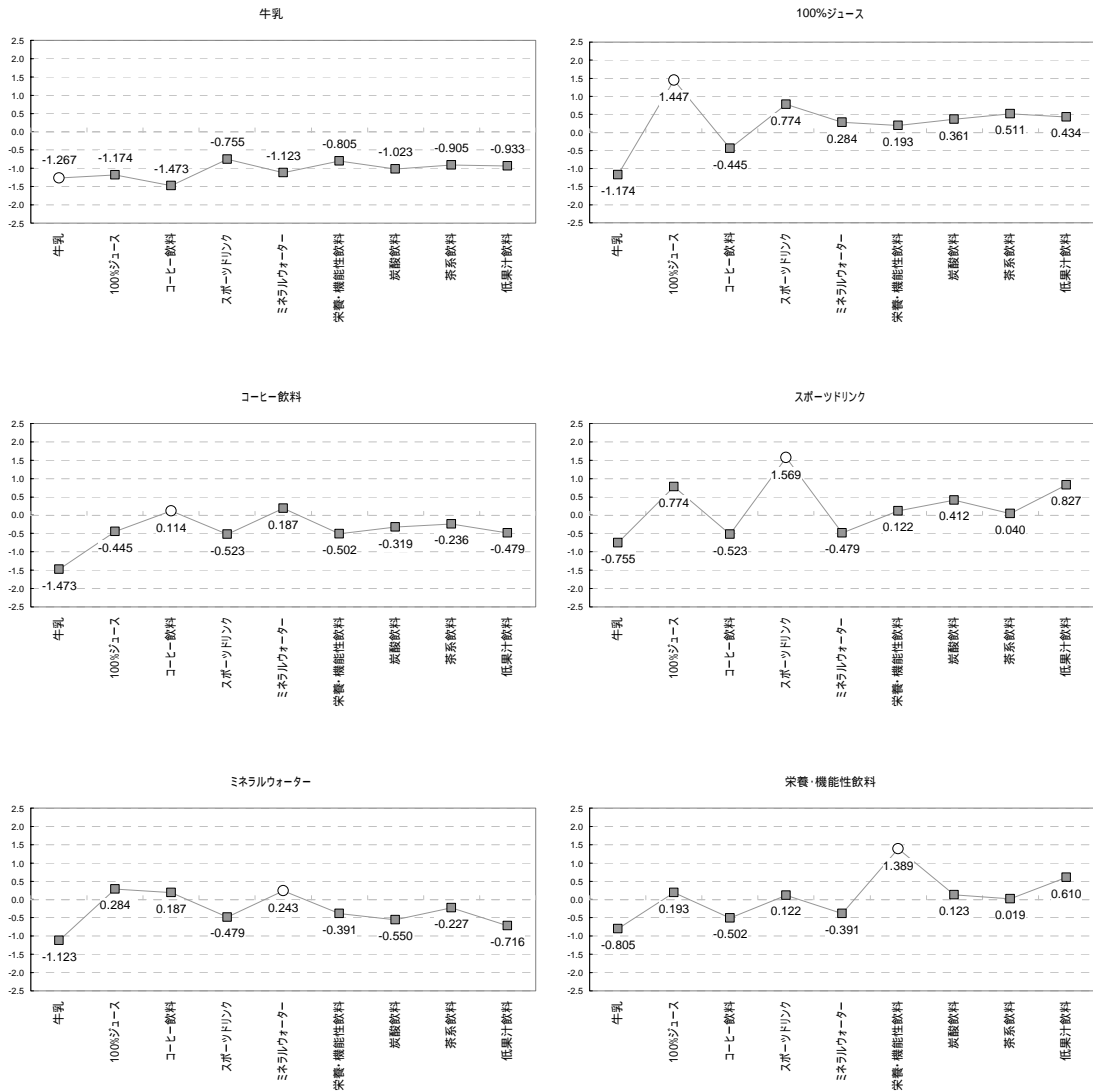 牛乳
2.5
2.0
1.5
1.0
0.5
0.0
-0.5
-1.0
-1.5
-2.0
-2.5
-1.267
-1.174
-1.473
-0.755
-1.123
-0.805
-1.023
-0.905
-0.933
牛乳
100%ジュース
コーヒー飲料
スポーツドリンク
ミネラルウォーター
栄養・機能性飲料
炭酸飲料
茶系飲料
低果汁飲料
100%ジュース
2.5
2.0
1.5
1.0
0.5
0.0
-0.5
-1.0
-1.5
-2.0
-2.5
-1.174
1.447
-0.445
0.774
0.284
0.193
0.361
0.511
0.434
牛乳
100%ジュース
コーヒー飲料
スポーツドリンク
ミネラルウォーター
栄養・機能性飲料
炭酸飲料
茶系飲料
低果汁飲料
コーヒー飲料
2.5
2.0
1.5
1.0
0.5
0.0
-0.5
-1.0
-1.5
-2.0
-2.5
-1.473
-0.445
0.114
-0.523
0.187
-0.502
-0.319
-0.236
-0.479
牛乳
100%ジュース
コーヒー飲料
スポーツドリンク
ミネラルウォーター
栄養・機能性飲料
炭酸飲料
茶系飲料
低果汁飲料
スポーツドリンク
2.5
2.0
1.5
1.0
0.5
0.0
-0.5
-1.0
-1.5
-2.0
-2.5
-0.755
0.774
-0.523
1.569
-0.479
0.122
0.412
0.040
0.827
牛乳
100%ジュース
コーヒー飲料
スポーツドリンク
ミネラルウォーター
栄養・機能性飲料
炭酸飲料
茶系飲料
低果汁飲料
ミネラルウォーター
2.5
2.0
1.5
1.0
0.5
0.0
-0.5
-1.0
-1.5
-2.0
-2.5
-1.123
0.284
0.187
-0.479
0.243
-0.391
-0.550
-0.227
-0.716
牛乳
100%ジュース
コーヒー飲料
スポーツドリンク
ミネラルウォーター
栄養・機能性飲料
炭酸飲料
茶系飲料
低果汁飲料
栄養・機能性飲料
2.5
2.0
1.5
1.0
0.5
0.0
-0.5
-1.0
-1.5
-2.0
-2.5
-0.805
0.193
-0.502
0.122
-0.391
1.389
0.123
0.019
0.610
牛乳
100%ジュース
コーヒー飲料
スポーツドリンク
ミネラルウォーター
栄養・機能性飲料
炭酸飲料
茶系飲料
低果汁飲料